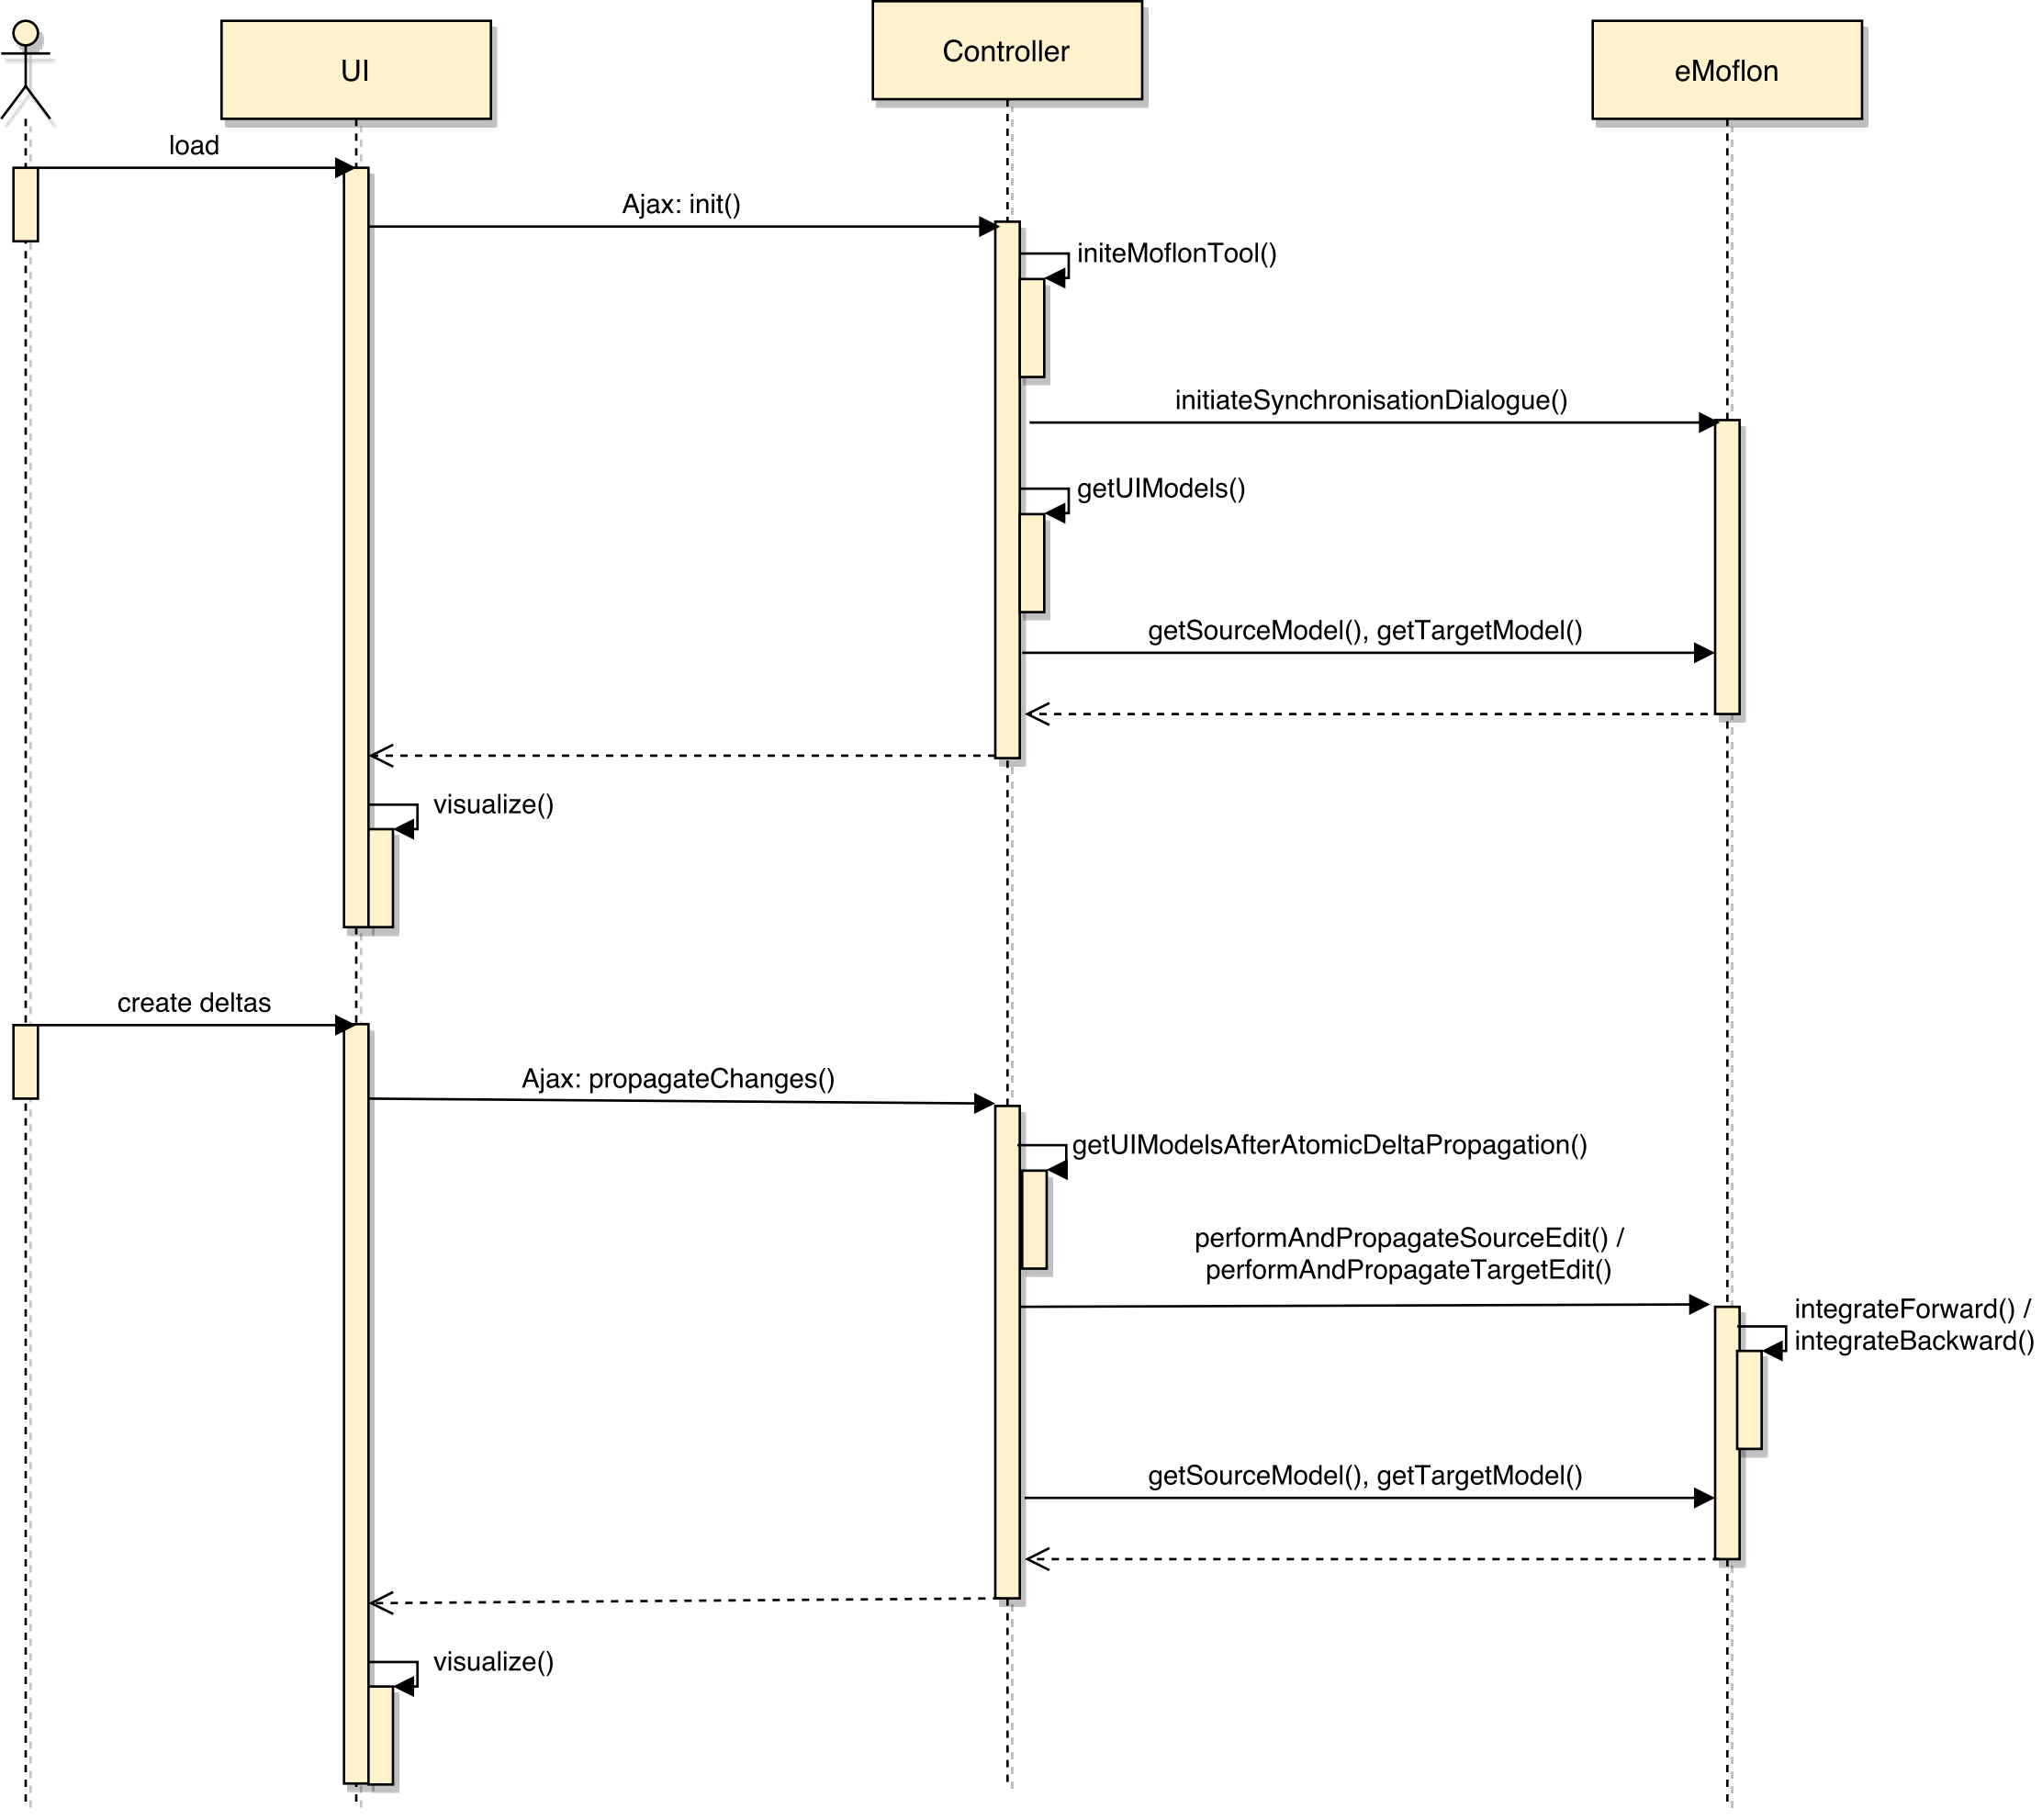 UI
Controller
eMoflon
load
Ajax: init()
initeMoflonTool()
initiateSynchronisationDialogue()
getUIModels()
getSourceModel(), getTargetModel()
visualize()
create deltas
Ajax: propagateChanges()
getUIModelsAfterAtomicDeltaPropagation()
performAndPropagateSourceEdit() /
performAndPropagateTargetEdit()
integrateForward() /
integrateBackward()
getSourceModel(), getTargetModel()
visualize()